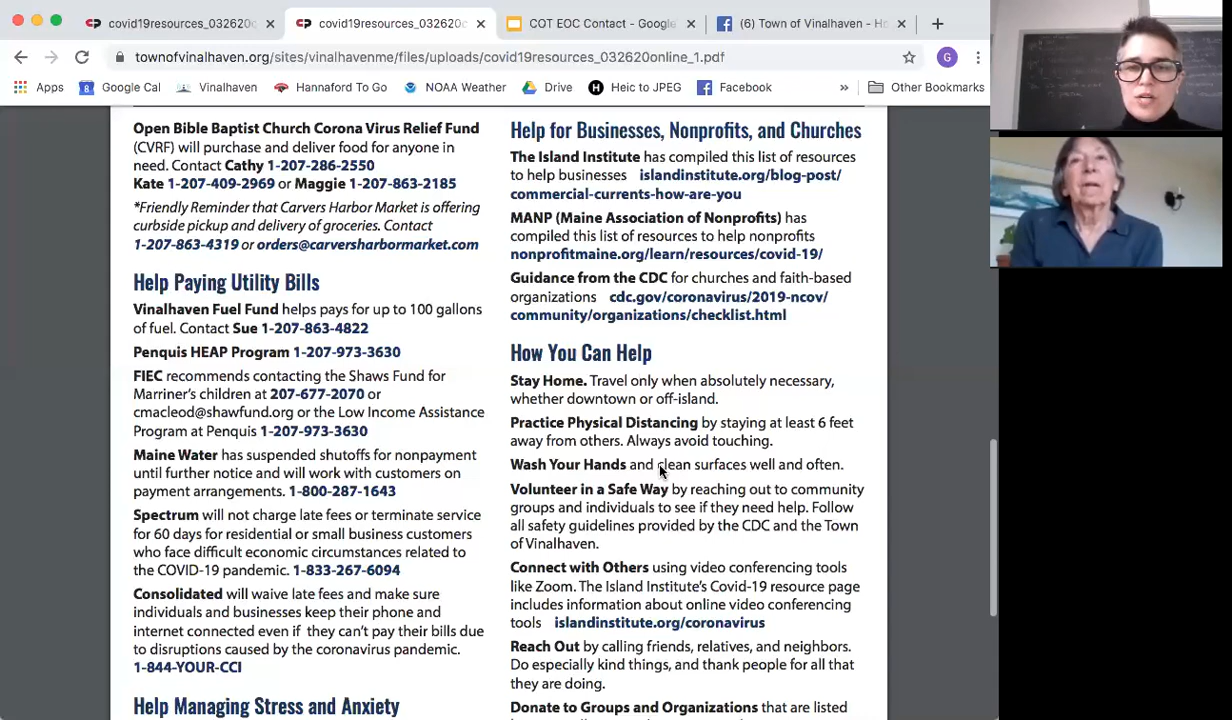 covid19resources_032620
covid19resources_032620
COT EOC Contact - Google
(6) Town of Vinalhaven - Ho
townofvinalhaven.org/sites/vinalhavenme/files/uploads/covid19resources_032620online_1.pdf
G
Apps
Google Cal
Vinalhaven
Hannaford To Go
NOAA Weather
Drive
Heic to JPEG
Facebook
»
Other Bookmarks
Open Bible Baptist Church Corona Virus Relief Fund
(CVRF) will purchase and deliver food for anyone in
need. Contact Cathy 1-207-286-2550
Kate 1-207-409-2969 or Maggie 1-207-863-2185
*Friendly Reminder that Carvers Harbor Market is offering
curbside pickup and delivery of groceries. Contact
1-207-863-4319 or orders@carversharbormarket.com
Help Paying Utility Bills
Vinalhaven Fuel Fund helps pays for up to 100 gallons
of fuel. Contact Sue 1-207-863-4822
Penquis HEAP Program 1-207-973-3630
FIEC recommends contacting the Shaws Fund for
Marriner's children at 207-677-2070 or
cmacleod@shawfund.org or the Low Income Assistance
Program at Penquis 1-207-973-3630
Maine Water has suspended shutoffs for nonpayment
until further notice and will work with customers on
payment arrangements. 1-800-287-1643
Spectrum will not charge late fees or terminate service
for 60 days for residential or small business customers
who face difficult economic circumstances related to
the COVID-19 pandemic. 1-833-267-6094
Consolidated will waive late fees and make sure
individuals and businesses keep their phone and
internet connected even if they can't pay their bills due
to disruptions caused by the coronavirus pandemic.
1-844-YOUR-CCI
Help Managing Stress and Anxiety
Help for Businesses, Nonprofits, and Churches
The Island Institute has compiled this list of resources
to help businesses islandinstitute.org/blog-post/
commercial-currents-how-are-you
MANP (Maine Association of Nonprofits) has
compiled this list of resources to help nonprofits
nonprofitmaine.org/learn/resources/covid-19/
Guidance from the CDC for churches and faith-based
organizations cdc.gov/coronavirus/2019-ncov/
community/organizations/checklist.html
How You Can Help
Stay Home. Travel only when absolutely necessary,
whether downtown or off-island.
Practice Physical Distancing by staying at least 6 feet
away from others. Always avoid touching.
Wash Your Hands and clean surfaces well and often.
Volunteer in a Safe Way by reaching out to community
groups and individuals to see if they need help. Follow
all safety guidelines provided by the CDC and the Town
of Vinalhaven.
Connect with Others using video conferencing tools
like Zoom. The Island Institute's Covid-19 resource page
includes information about online video conferencing
tools islandinstitute.org/coronavirus
Reach Out by calling friends, relatives, and neighbors.
Do especially kind things, and thank people for all that
they are doing.
Donate to Groups and Organizations that are listed